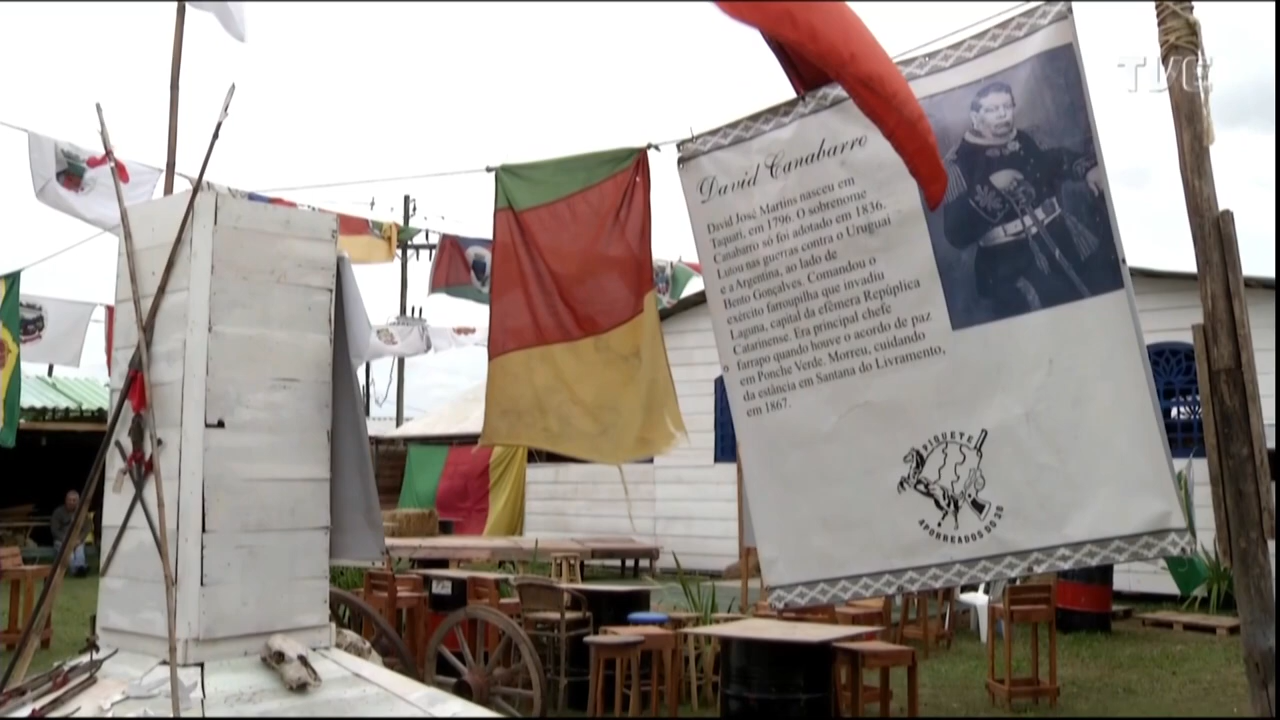 TVE
David Canabarro
David José Martins nasceu em
Taquari, em 1796. O sobrenome
Canabarro só foi adotado em 1836.
Lutou nas guerras contra o Uruguai
e a Argentina, ao lado de
Bento Gonçalves. Comandou o
exército farroupilha que invadiu
Laguna, capital da efêmera República
Catarinense. Era principal chefe
farrapo quando houve o acordo de paz
em Ponche Verde. Morreu, cuidando
da estância em Santana do Livramento,
em 1867.
PIQUETE
APORREADOS DO 38